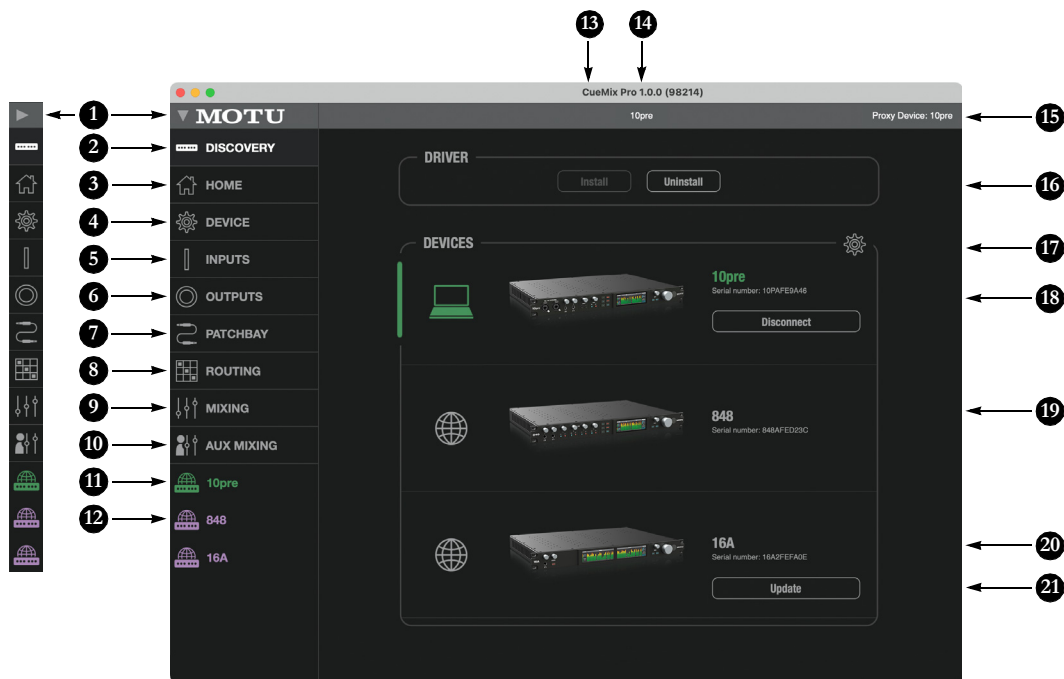 13 14
CueMix Pro 1.0.0 (98214)
1 MOTU 10pre Proxy Device: 10pre 15
2 DISCOVERY
DRIVER
3 HOME Install Uninstall 16
4 DEVICE
DEVICES 17
5 INPUTS
10pre
Serial number: 10PAFE9A46
6 OUTPUTS 18
Disconnect
7 PATCHBAY
8 ROUTING
9 MIXING 19
848
Serial number: 848AFED23C
10 AUX MIXING
11 10pre
12 848
16A 20
16A
Serial number: 16A2FEFA0E
Update 21